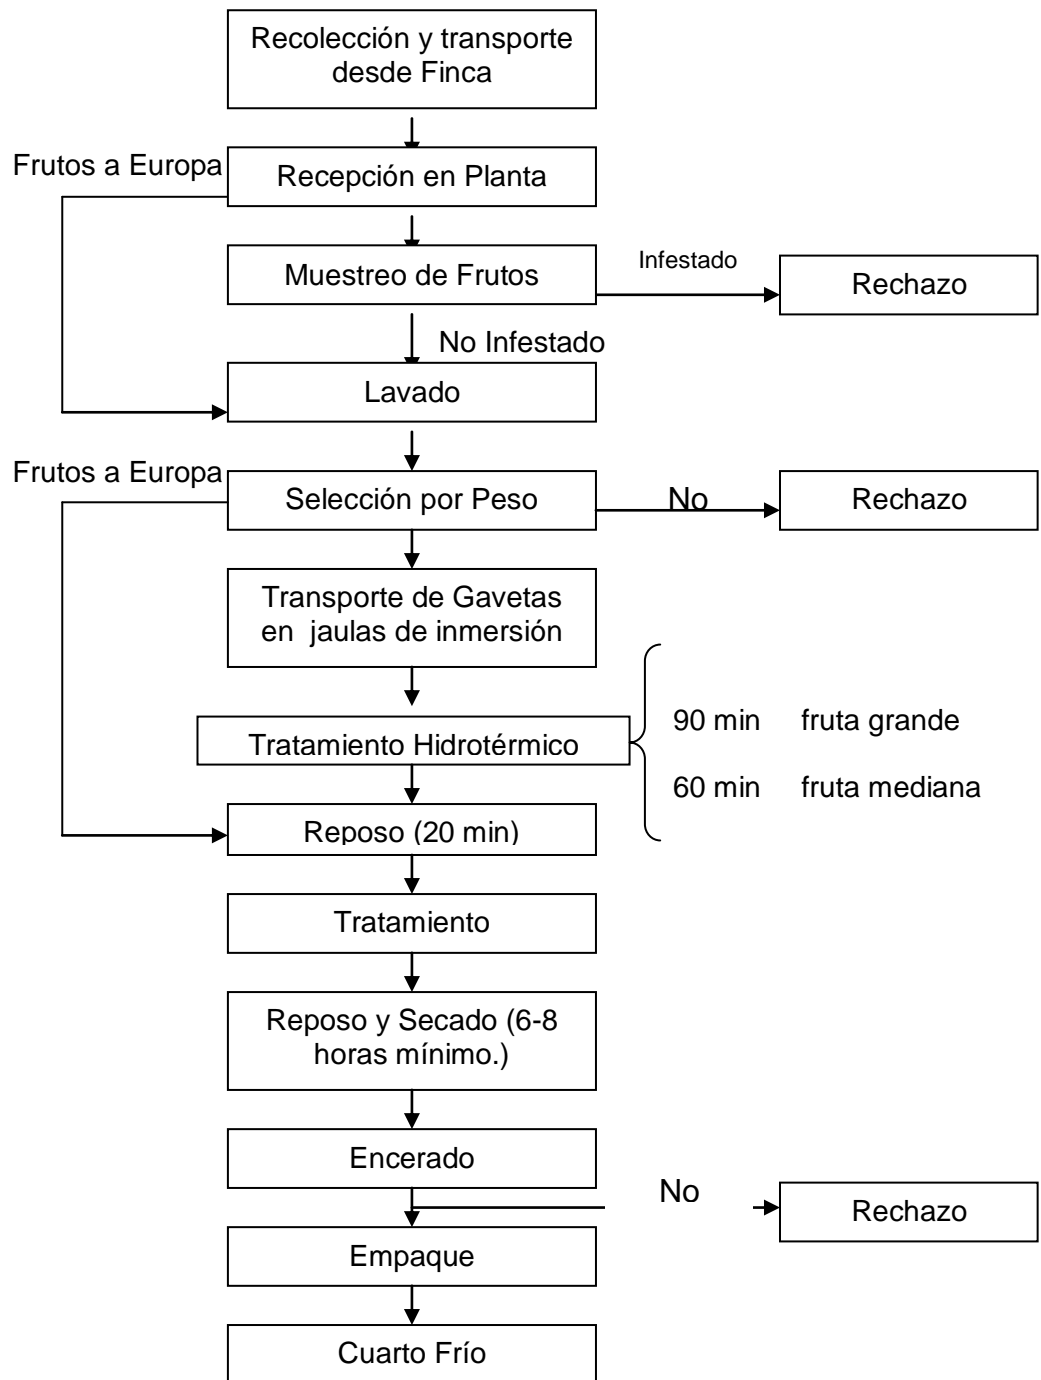 Recolección y transporte
desde Finca
Frutos a Europa
Recepción en Planta
Muestreo de Frutos
Infestado
Rechazo
No Infestado
Lavado
Frutos a Europa
Selección por Peso
No
Rechazo
Transporte de Gavetas
en jaulas de inmersión
Tratamiento Hidrotérmico
90 min fruta grande
60 min fruta mediana
Reposo (20 min)
Tratamiento
Reposo y Secado (6-8
horas mínimo.)
Encerado
No
Rechazo
Empaque
Cuarto Frío